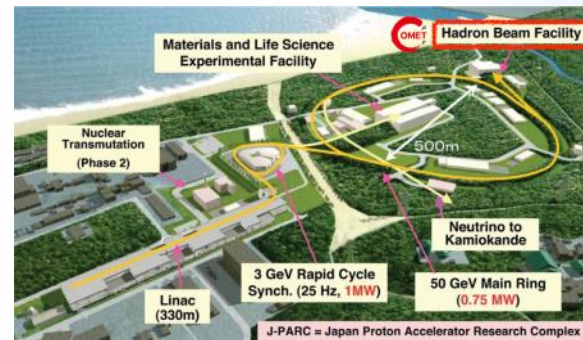 COMET
Hadron Beam Facility
Materials and Life Science
Experimental Facility
Nuclear
Transmutation
(Phase 2)
500m
Neutrino to
Kamiokande
3 GeV Rapid Cycle
Synch. (25 Hz, 1MW)
50 GeV Main Ring
(0.75 MW)
Linac
(330m)
J-PARC = Japan Proton Accelerator Research Complex